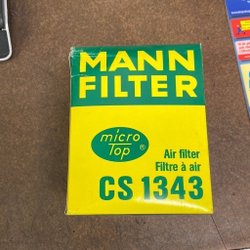 MANN
FILTER
micro
Top
Air filter
Filtre à air
CS 1343